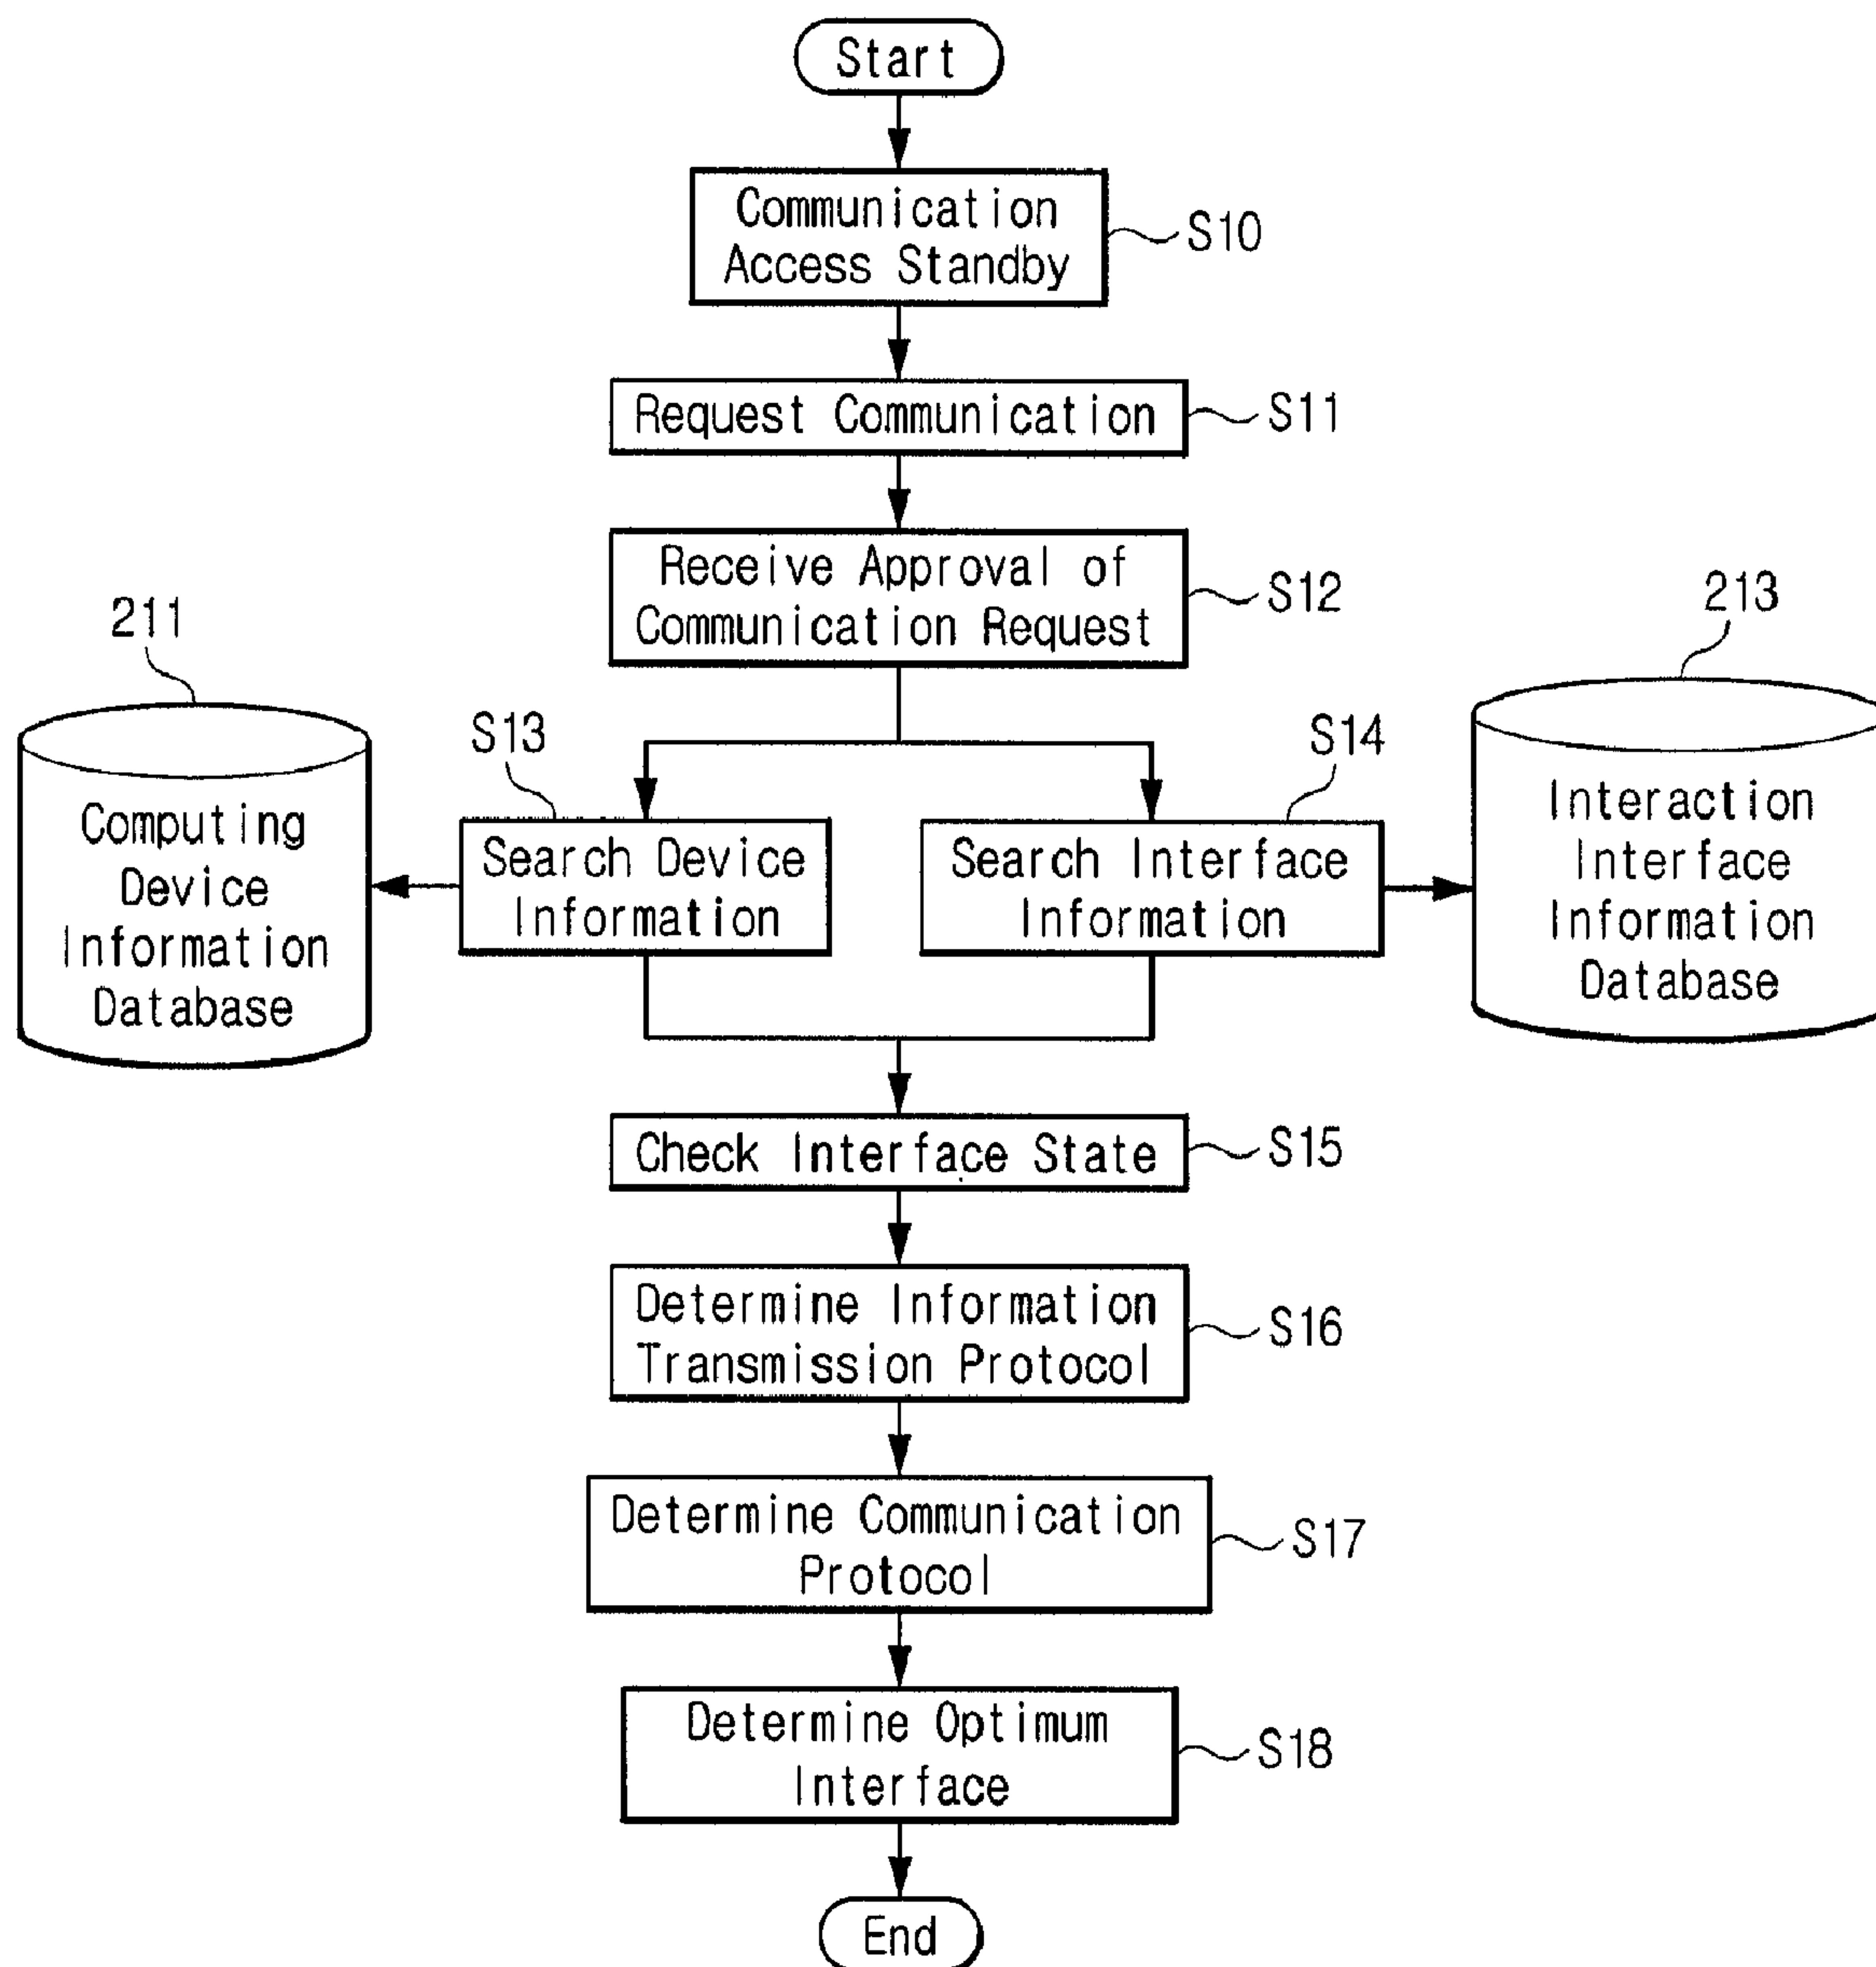 Start
Communication
Access Standby
S10
Request Communication
S11
Receive Approval of
Communication Request
S12
211
213
S13
S14
Computing
Device
Information
Database
Search Device
Information
Search Interface
Information
Interaction
Interface
Information
Database
Check Interface State
S15
Determine Information
Transmission Protocol
S16
Determine Communication
Protocol
S17
Determine Optimum
Interface
S18
End